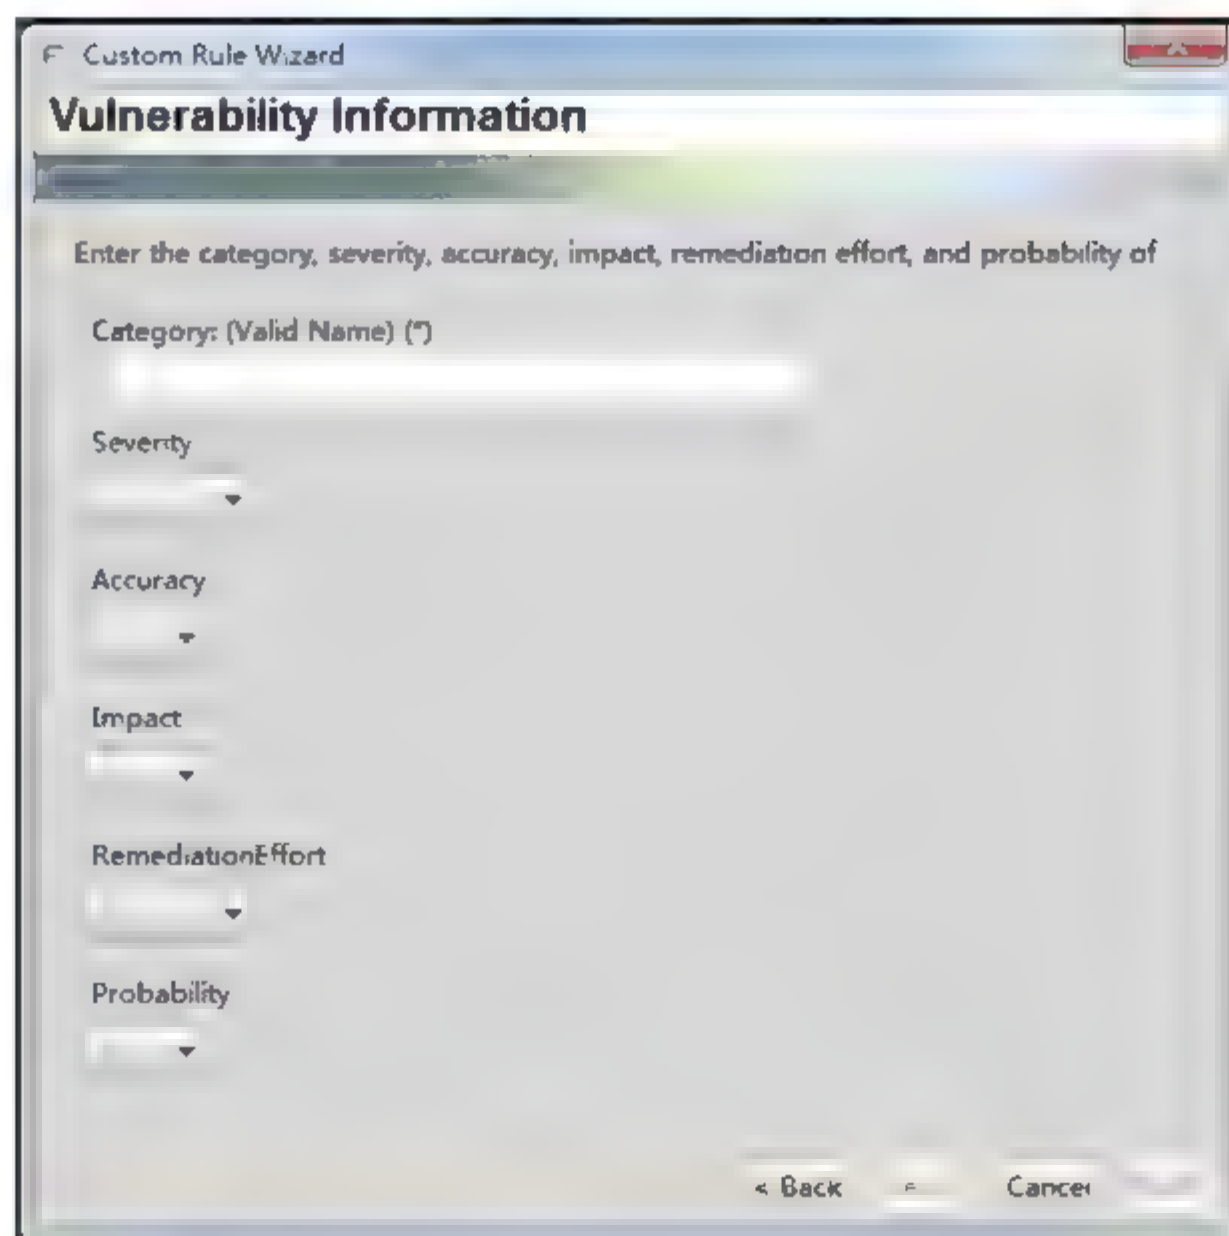 Custom Rule Wizard
Vulnerability Information
Enter the category, severity, accuracy, impact, remediation effort, and probability of
Category: (Valid Name) (*)
Severity
Accuracy
Impact
RemediationEffort
Probability
< Back
Cancel